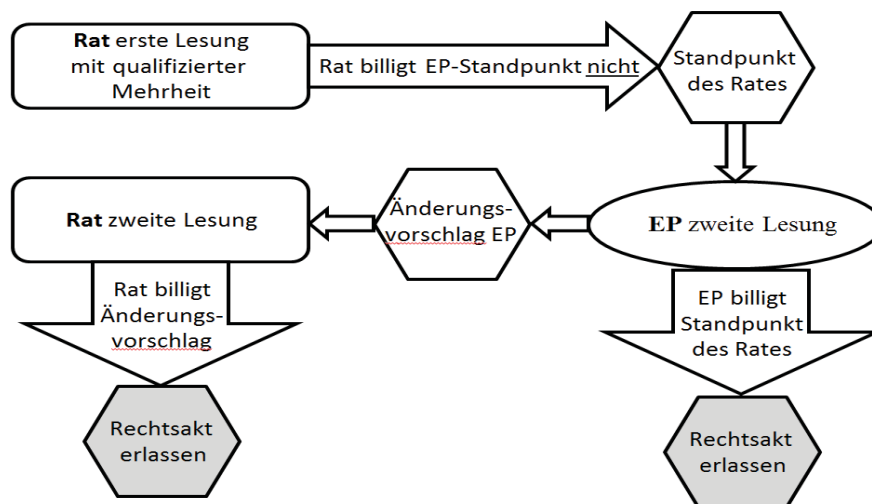 Rat erste Lesung
mit qualifizierter
Mehrheit
Rat billigt EP-Standpunkt nicht
Standpunkt
des Rates
EP zweite Lesung
Änderungs-
vorschlag EP
Rat zweite Lesung
Rat billigt
Änderungs-
vorschlag
EP billigt
Standpunkt
des Rates
Rechtsakt
erlassen
Rechtsakt
erlassen